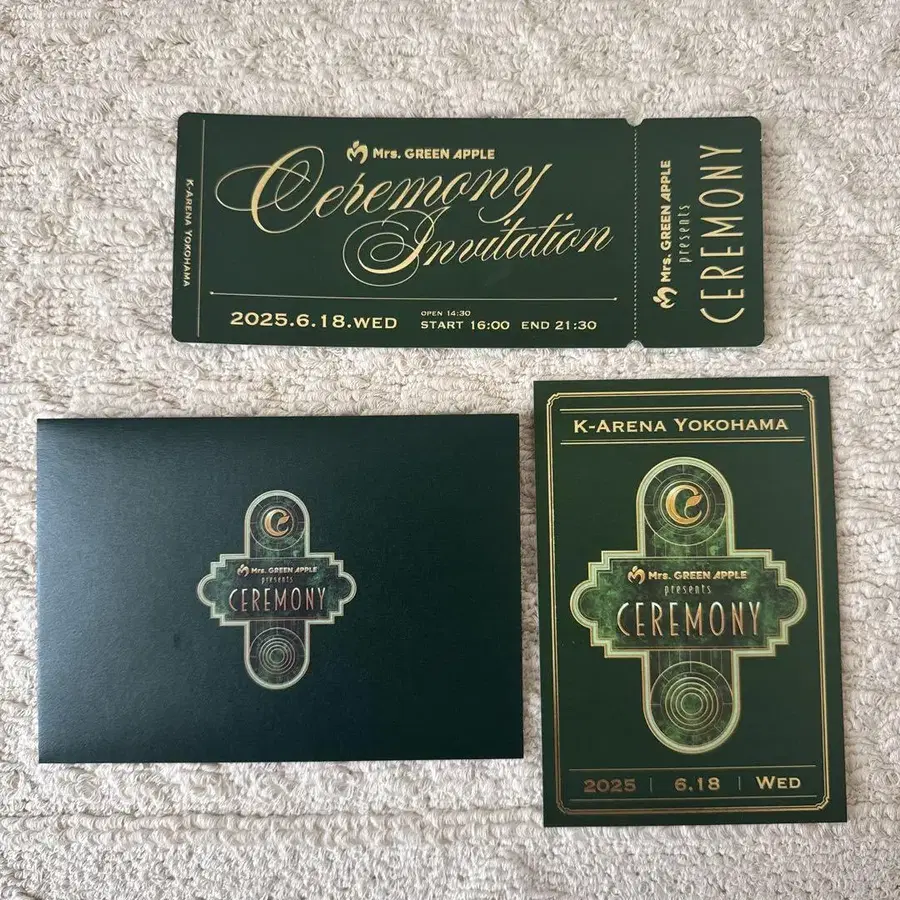 K-ARENA YOKOHAMA
Mrs. GREEN APPLE
Ceremony
Invitation
2025.6.18.WED
OPEN 14:30
START 16:00 END 21:30
Mrs. GREEN APPLE
presents
CEREMONY
Mrs. GREEN APPLE
presents
CEREMONY
K-ARENA YOKOHAMA
Mrs. GREEN APPLE
presents
CEREMONY
2025 | 6.18 | WED